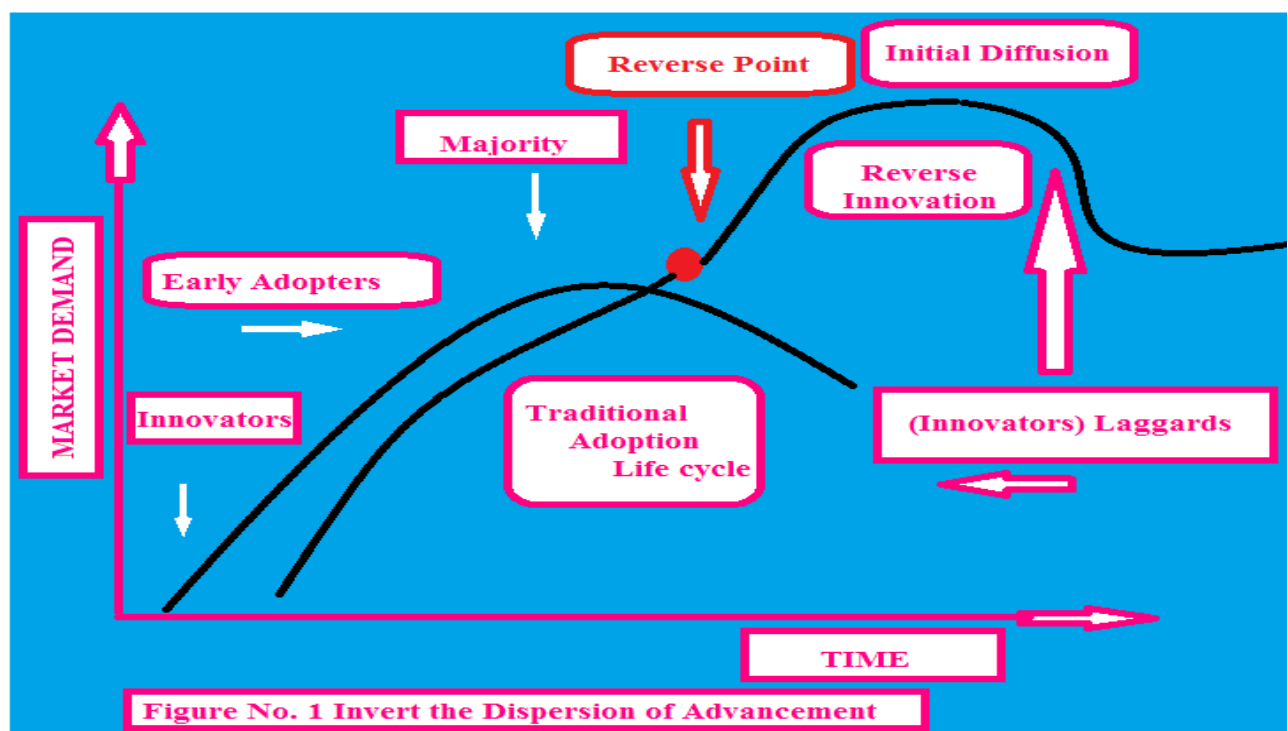 Reverse Point
Initial Diffusion
Majority
Reverse
Innovation
MARKET DEMAND
Early Adopters
Innovators
Traditional
Adoption
Life cycle
(Innovators) Laggards
TIME
Figure No. 1 Invert the Dispersion of Advancement